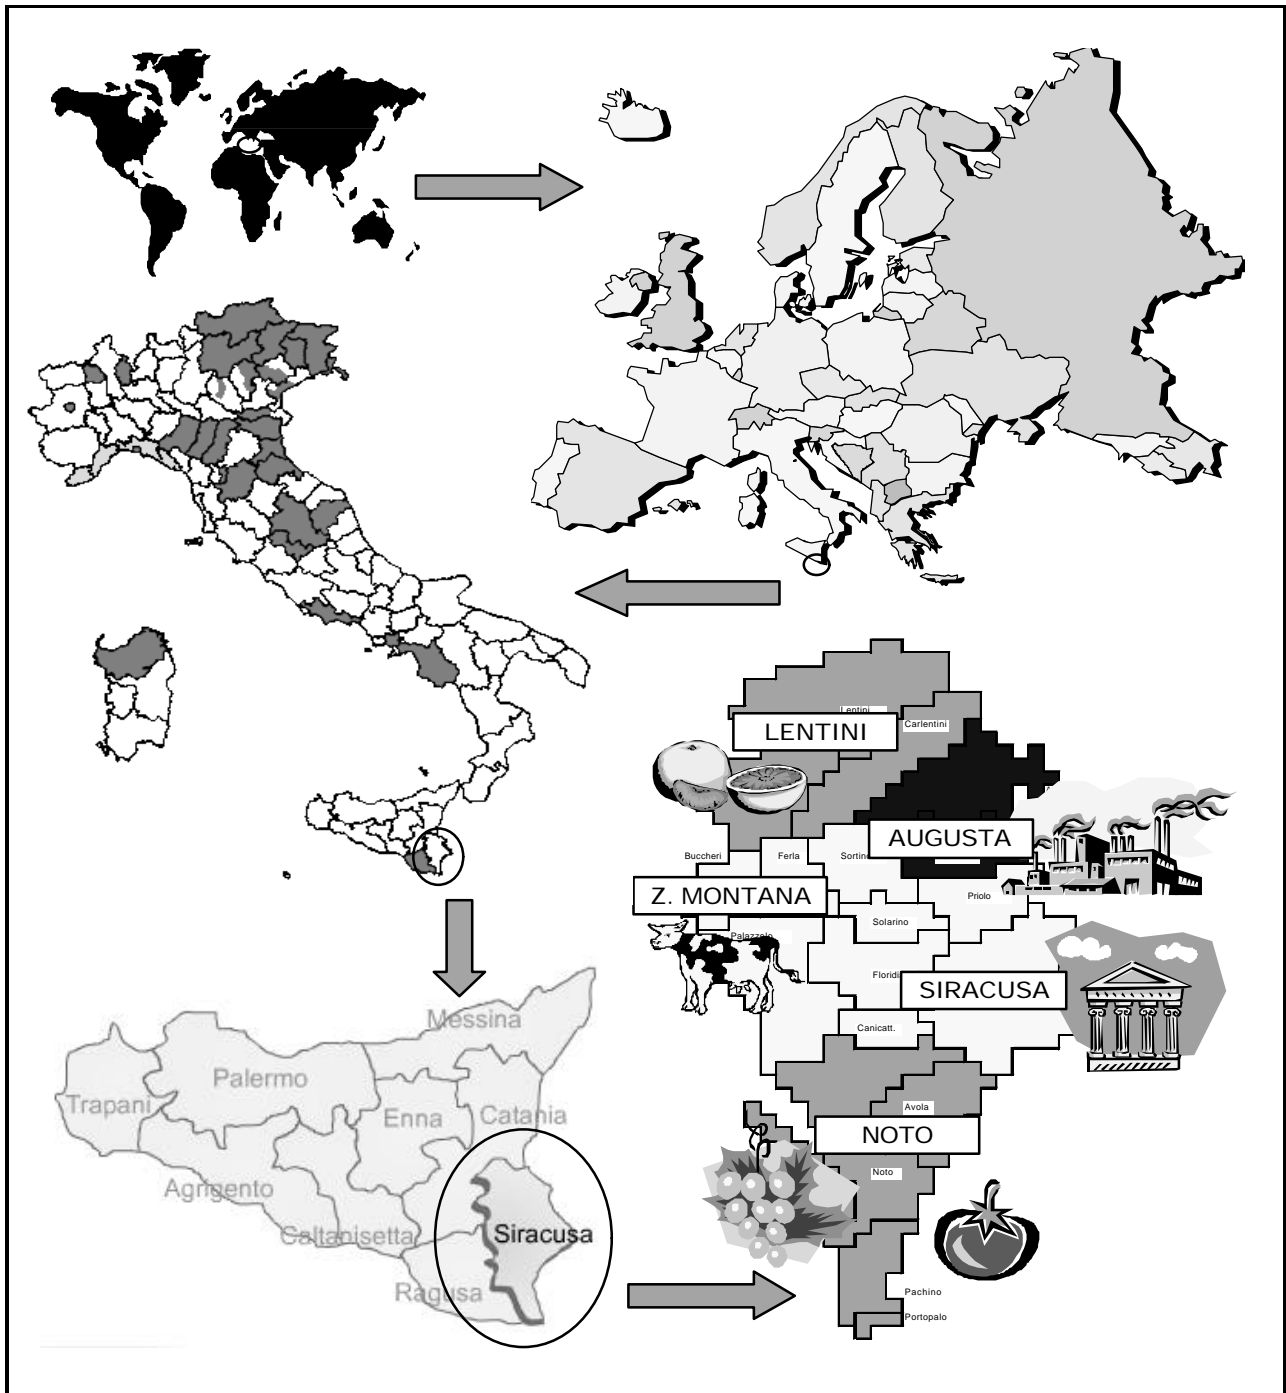 Lentini
Carlentini
LENTINI
AUGUSTA
Buccheri
Ferla
Sortino
Z. MONTANA
Priolo
Solarino
Palazzolo
Floridia
SIRACUSA
Canicatt.
Avola
NOTO
Noto
Pachino
Portopalo
Messina
Palermo
Trapani
Enna
Catania
Agrigento
Caltanisetta
Siracusa
Ragusa